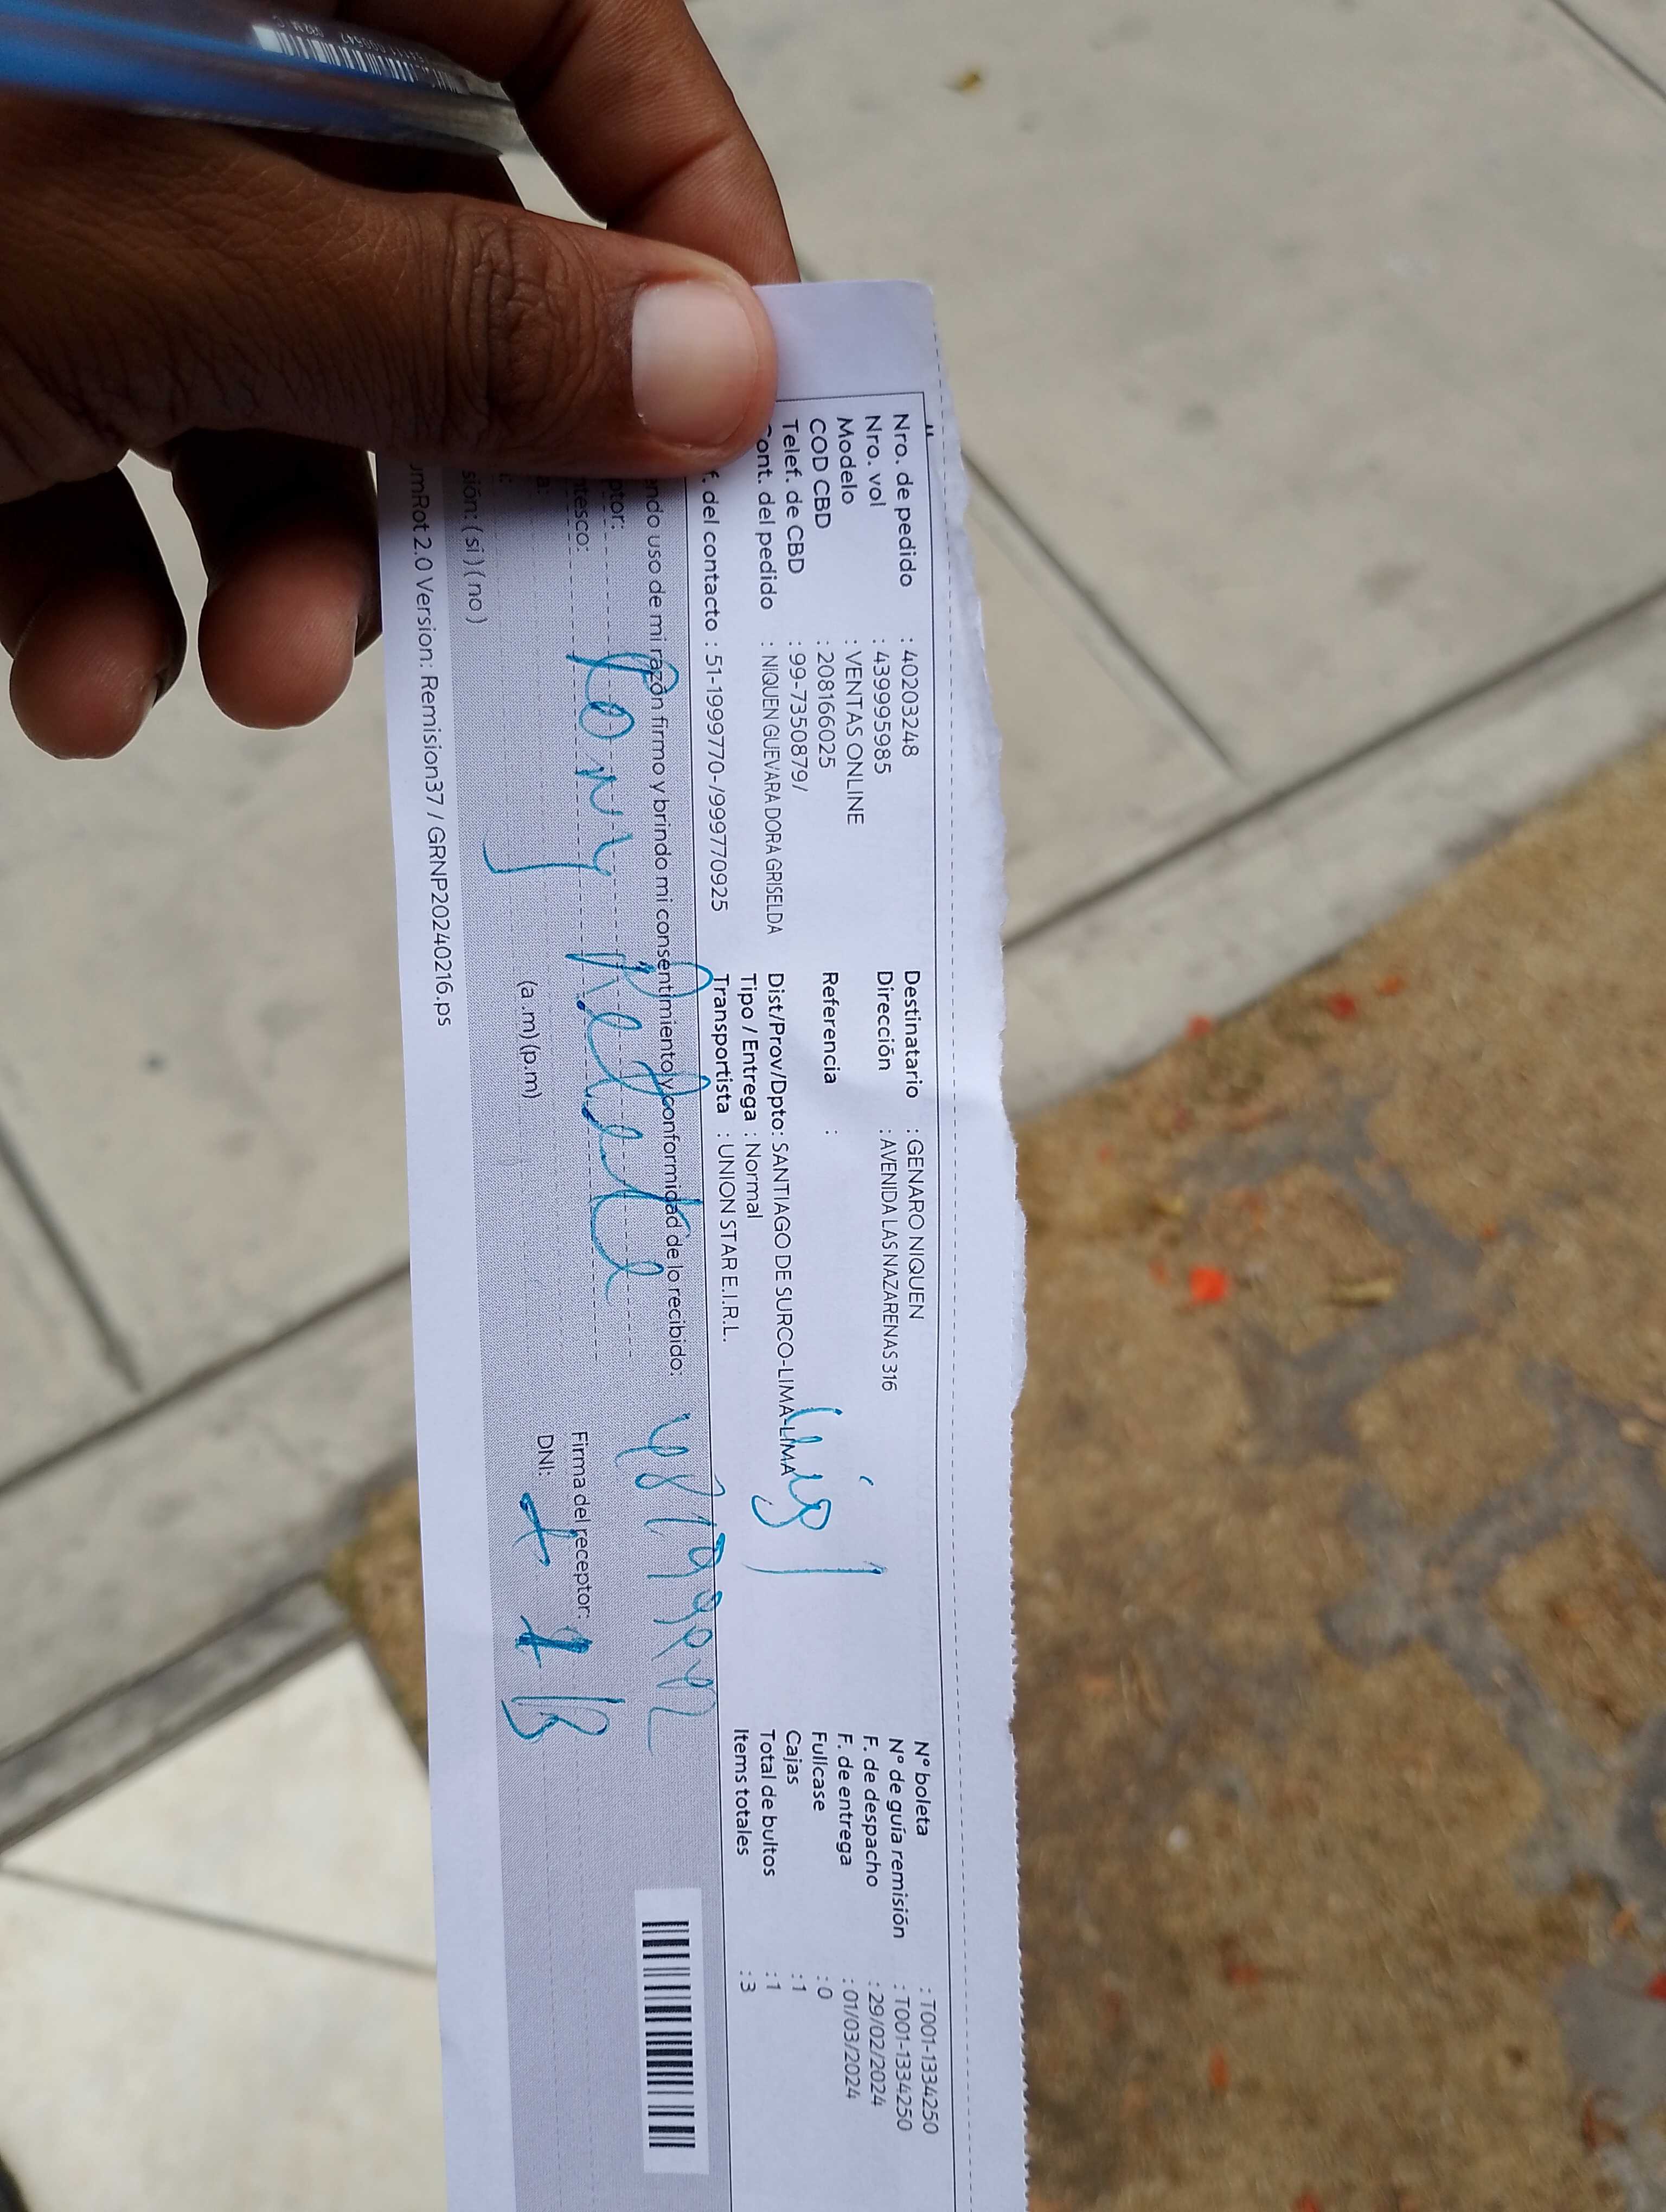 Nro. de pedido : 40203248
Nro. vol : 439995985
Modelo : VENTAS ONLINE
COD CBD : 208166025
Telef. de CBD : 99-7350879/
ont. del pedido : NIQUEN GUEVARA DORA GRISELDA
f. del contacto : 51-1999770-/999770925
Destinatario : GENARO NIQUEN
Dirección : AVENIDA LAS NAZARENAS 316
Referencia :
Dist/Prov/Dpto: SANTIAGO DE SURCO-LIMA-LIMA
Tipo / Entrega : Normal
Transportista : UNION STAR E.I.R.L.
N° boleta : T001-1334250
N° de guía remisión : T001-1334250
F. de despacho : 29/02/2024
F. de entrega : 01/03/2024
Fullcase : 0
Cajas : 1
Total de bultos : 1
Items totales : 3
endo uso de mi razón firmo y brindo mi consentimiento y conformidad de lo recibido:
ptor:
ntesco:
a:
(a .m) (p.m)
Firma del receptor:
DNI:
sión: ( si ) ( no )
umRot 2.0 Version: Remision37 / GRNP20240216.ps